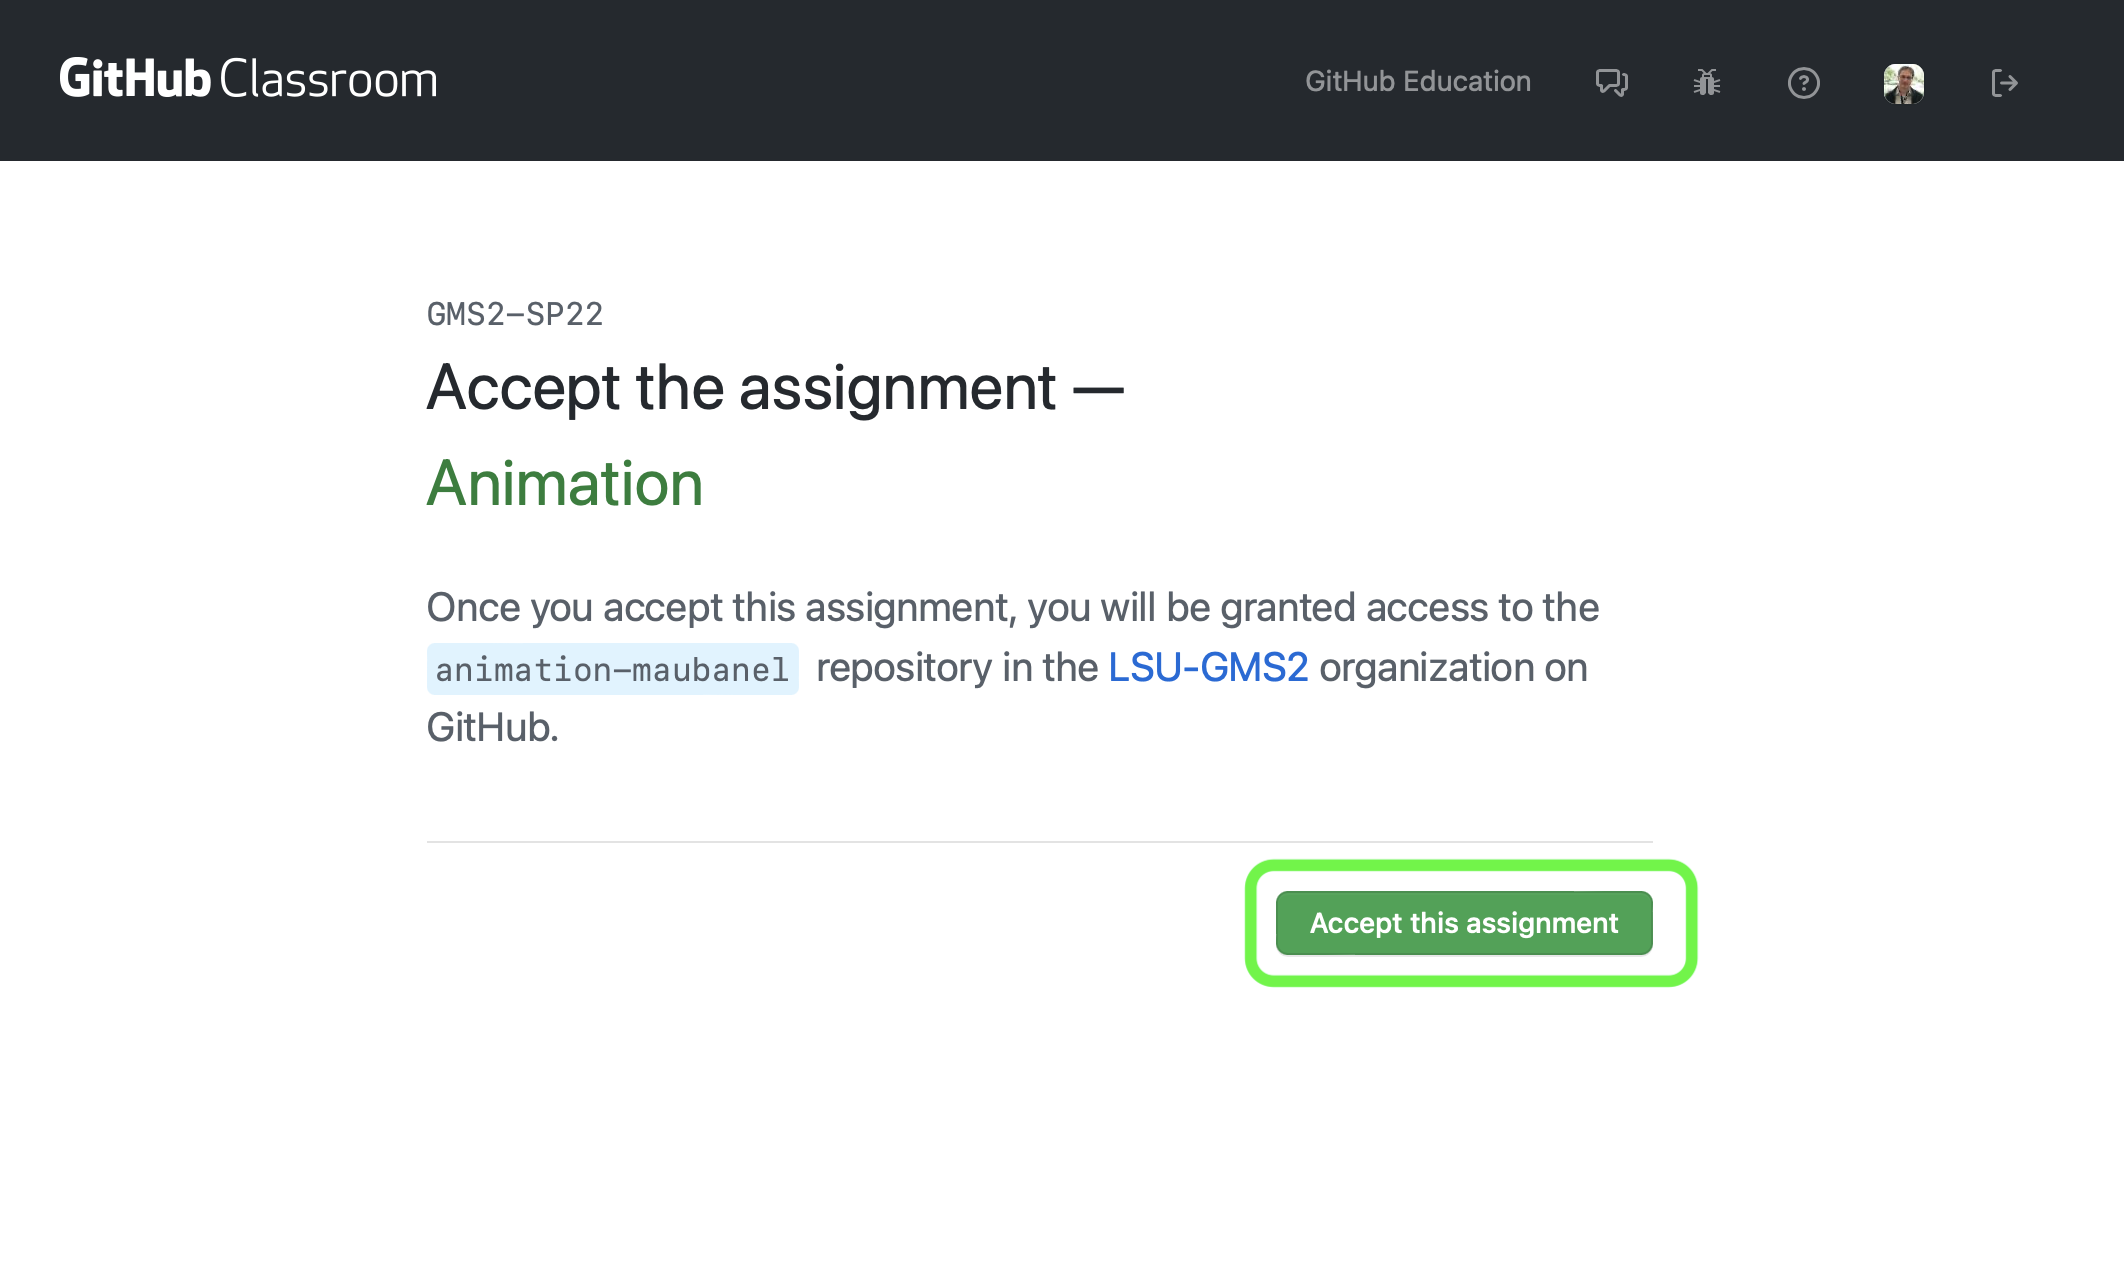 GitHub Classroom
GitHub Education
GMS2-SP22
Accept the assignment —
Animation
Once you accept this assignment, you will be granted access to the
animation-maubanel repository in the LSU-GMS2 organization on
GitHub.
Accept this assignment